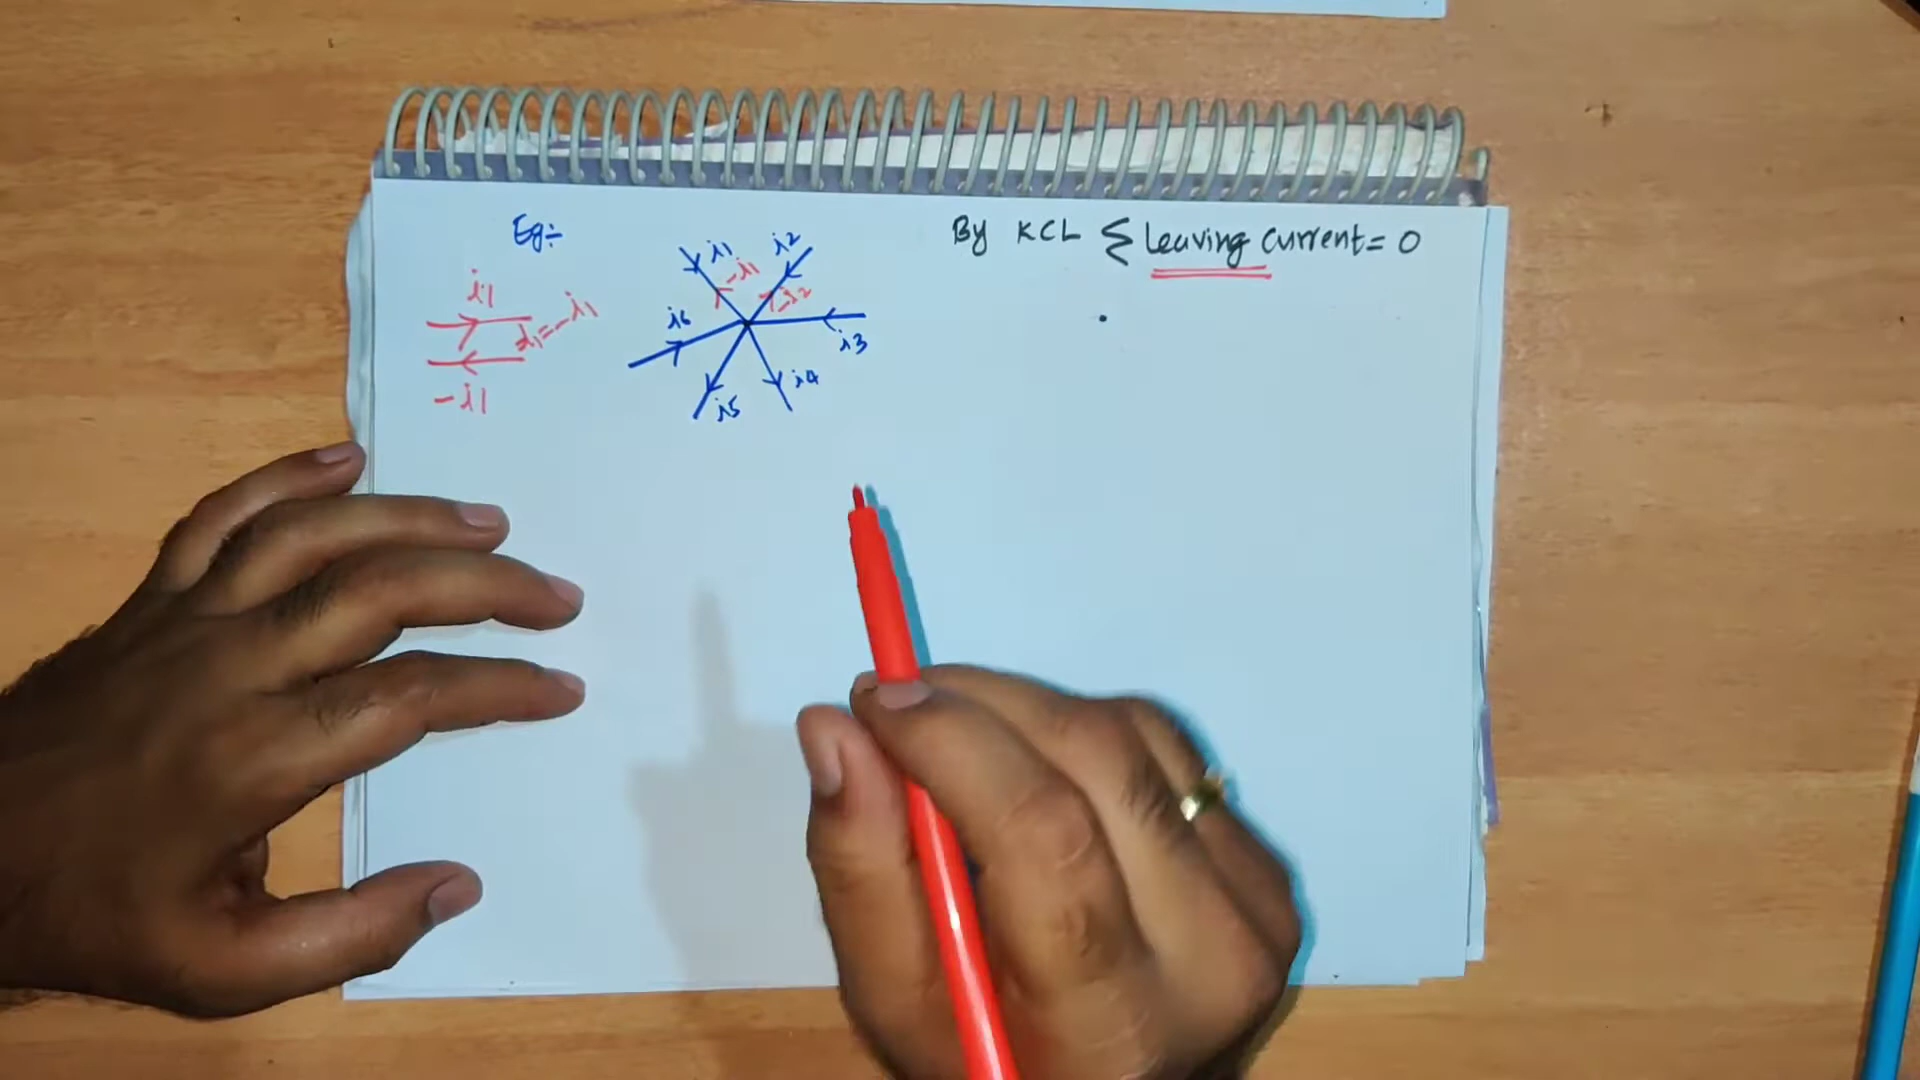 Eg:-
By KCL Σ leaving current = 0
i1
i2
-i1
-i2
i1
i1=-i1
i6
i3
-i1
i4
i5